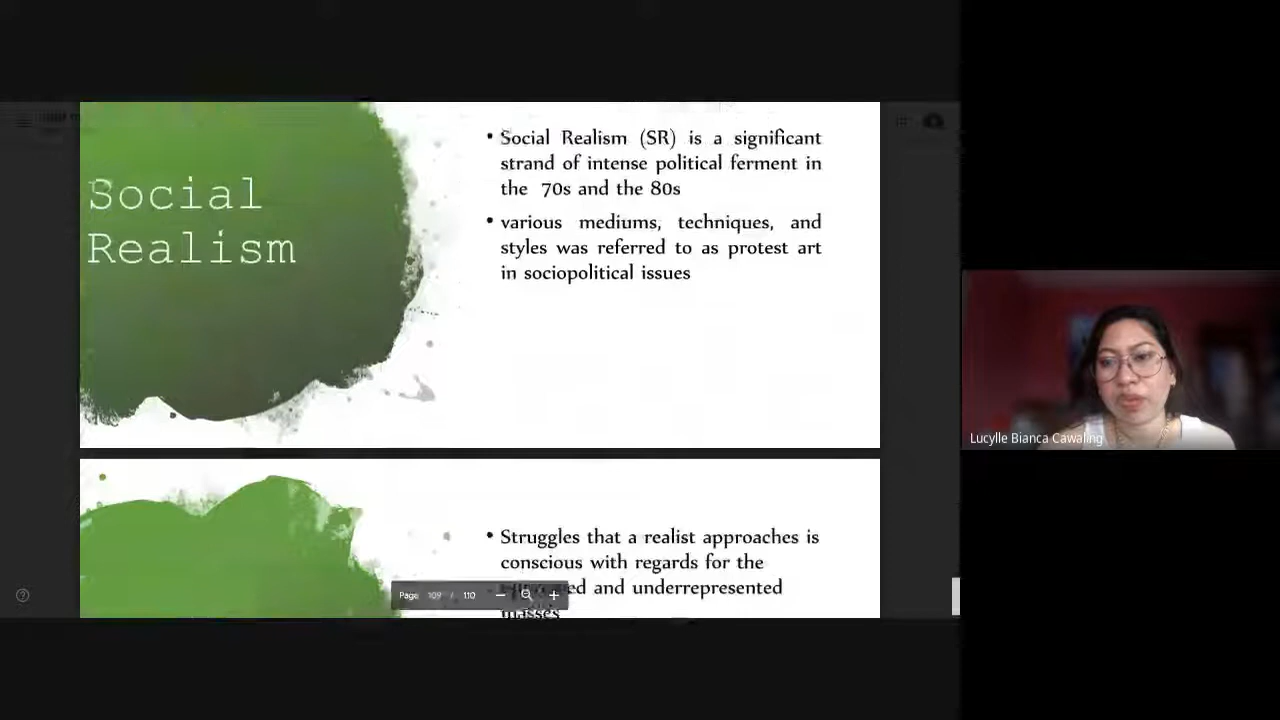 Social
Realism
• Social Realism (SR) is a significant
strand of intense political ferment in
the 70s and the 80s
• various mediums, techniques, and
styles was referred to as protest art
in sociopolitical issues
• Struggles that a realist approaches is
conscious with regards for the
and underrepresented
masses
Page 109 / 110
Lucylle Bianca Cawaling